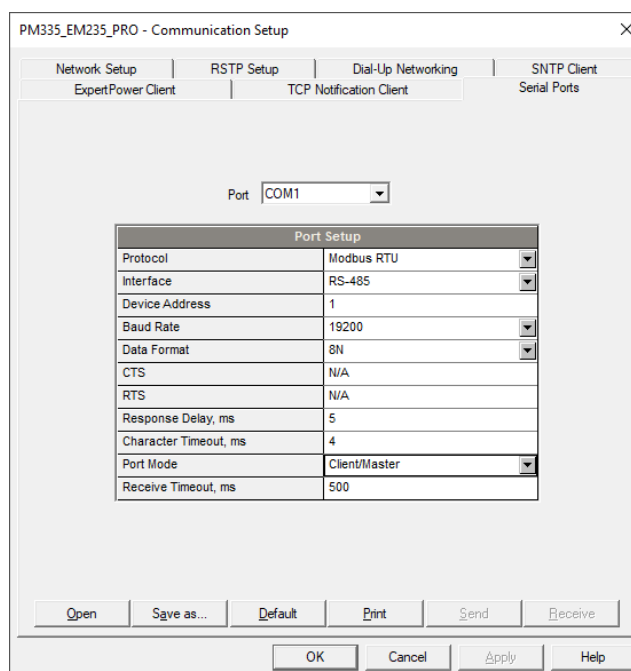 PM335_EM235_PRO - Communication Setup
Network Setup RSTP Setup Dial-Up Networking SNTP Client
ExpertPower Client TCP Notification Client Serial Ports
Port COM1
Port Setup
Protocol Modbus RTU
Interface RS-485
Device Address 1
Baud Rate 19200
Data Format 8N
CTS N/A
RTS N/A
Response Delay, ms 5
Character Timeout, ms 4
Port Mode Client/Master
Receive Timeout, ms 500
Open Save as... Default Print Send Receive
OK Cancel Apply Help